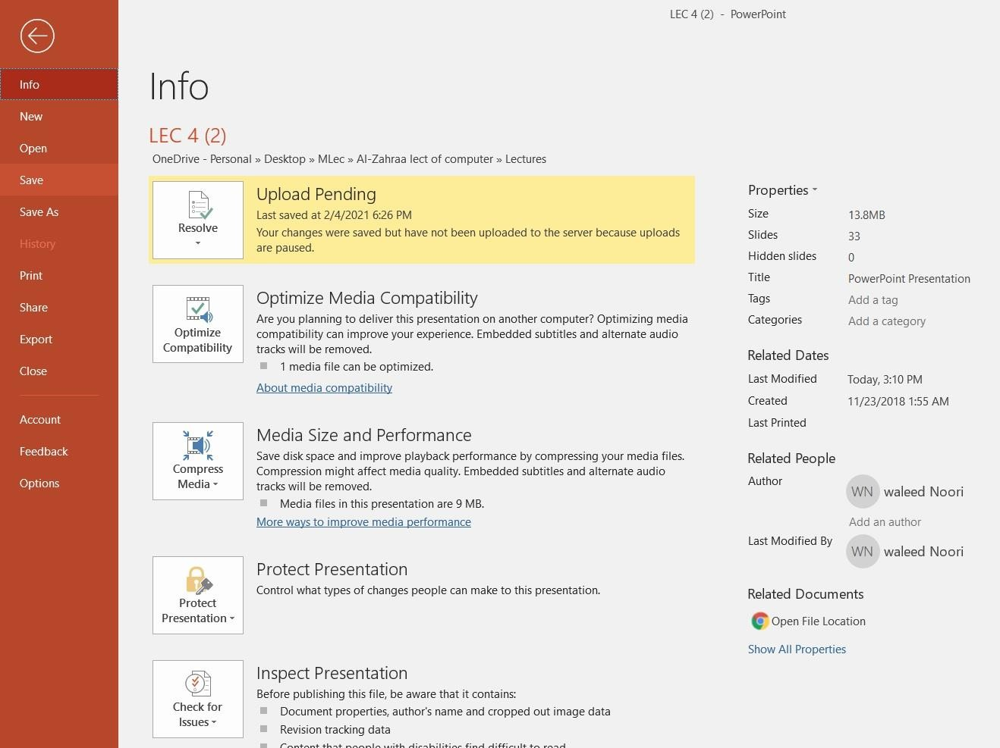 LEC 4 (2) - PowerPoint
Info
New
Open
Save
Save As
History
Print
Share
Export
Close
Account
Feedback
Options
Info
LEC 4 (2)
OneDrive - Personal » Desktop » MLec » Al-Zahraa lect of computer » Lectures
Resolve
Upload Pending
Last saved at 2/4/2021 6:26 PM
Your changes were saved but have not been uploaded to the server because uploads
are paused.
Optimize
Compatibility
Optimize Media Compatibility
Are you planning to deliver this presentation on another computer? Optimizing media
compatibility can improve your experience. Embedded subtitles and alternate audio
tracks will be removed.
1 media file can be optimized.
About media compatibility
Compress
Media
Media Size and Performance
Save disk space and improve playback performance by compressing your media files.
Compression might affect media quality. Embedded subtitles and alternate audio
tracks will be removed.
Media files in this presentation are 9 MB.
More ways to improve media performance
Protect
Presentation
Protect Presentation
Control what types of changes people can make to this presentation.
Check for
Issues
Inspect Presentation
Before publishing this file, be aware that it contains:
Document properties, author's name and cropped out image data
Revision tracking data
Content that people with disabilities find difficult to read
Properties
Size 13.8MB
Slides 33
Hidden slides 0
Title PowerPoint Presentation
Tags Add a tag
Categories Add a category
Related Dates
Last Modified Today, 3:10 PM
Created 11/23/2018 1:55 AM
Last Printed
Related People
Author WN waleed Noori
Add an author
Last Modified By WN waleed Noori
Related Documents
Open File Location
Show All Properties